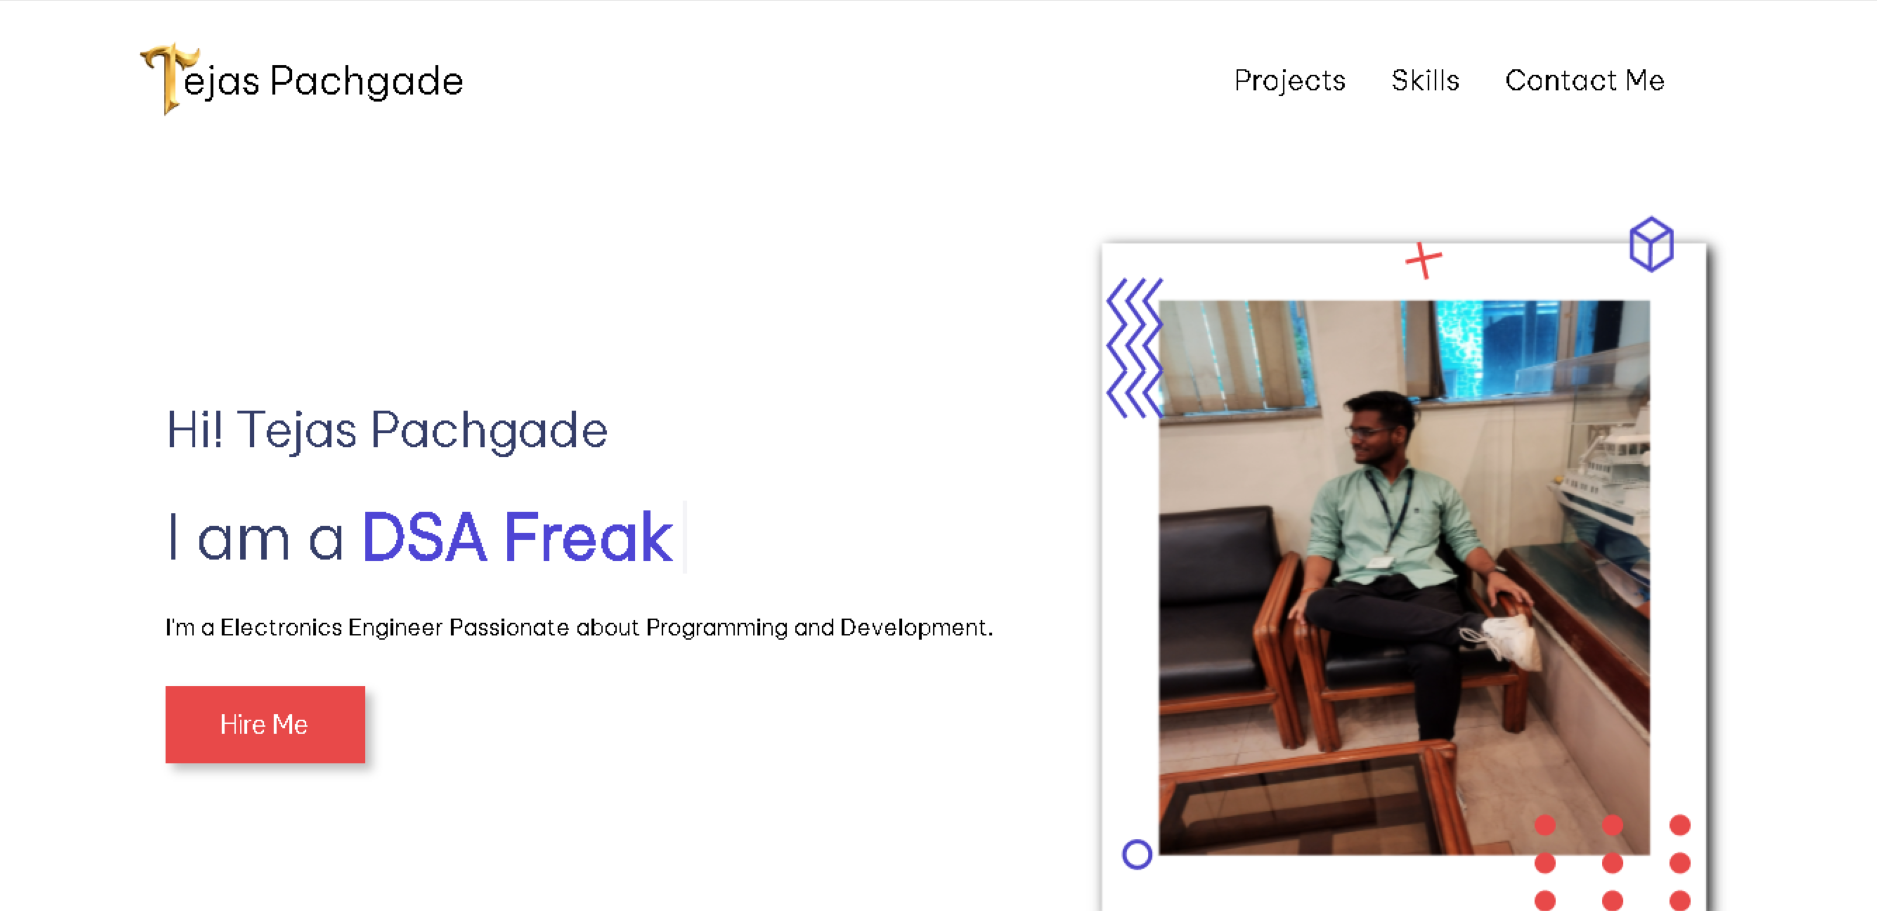 Tejas Pachgade
Projects Skills Contact Me
Hi! Tejas Pachgade
I am a DSA Freak
I'm a Electronics Engineer Passionate about Programming and Development.
Hire Me